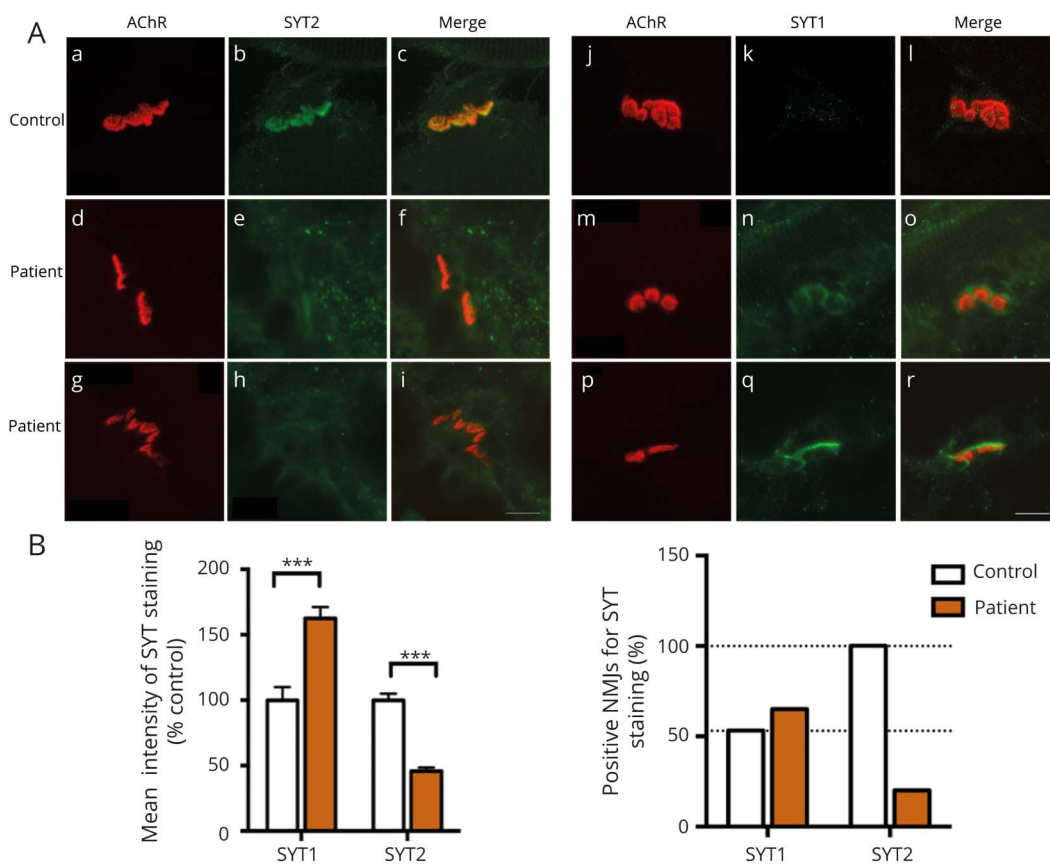 A
AChR SYT2 Merge AChR SYT1 Merge
Control a b c j k l
Patient d e f m n o
Patient g h i p q r
B
Mean intensity of SYT staining
(% control)
200
150
100
50
0
***
***
SYT1 SYT2
Positive NMJs for SYT
staining (%)
150
100
50
0
SYT1 SYT2
Control
Patient